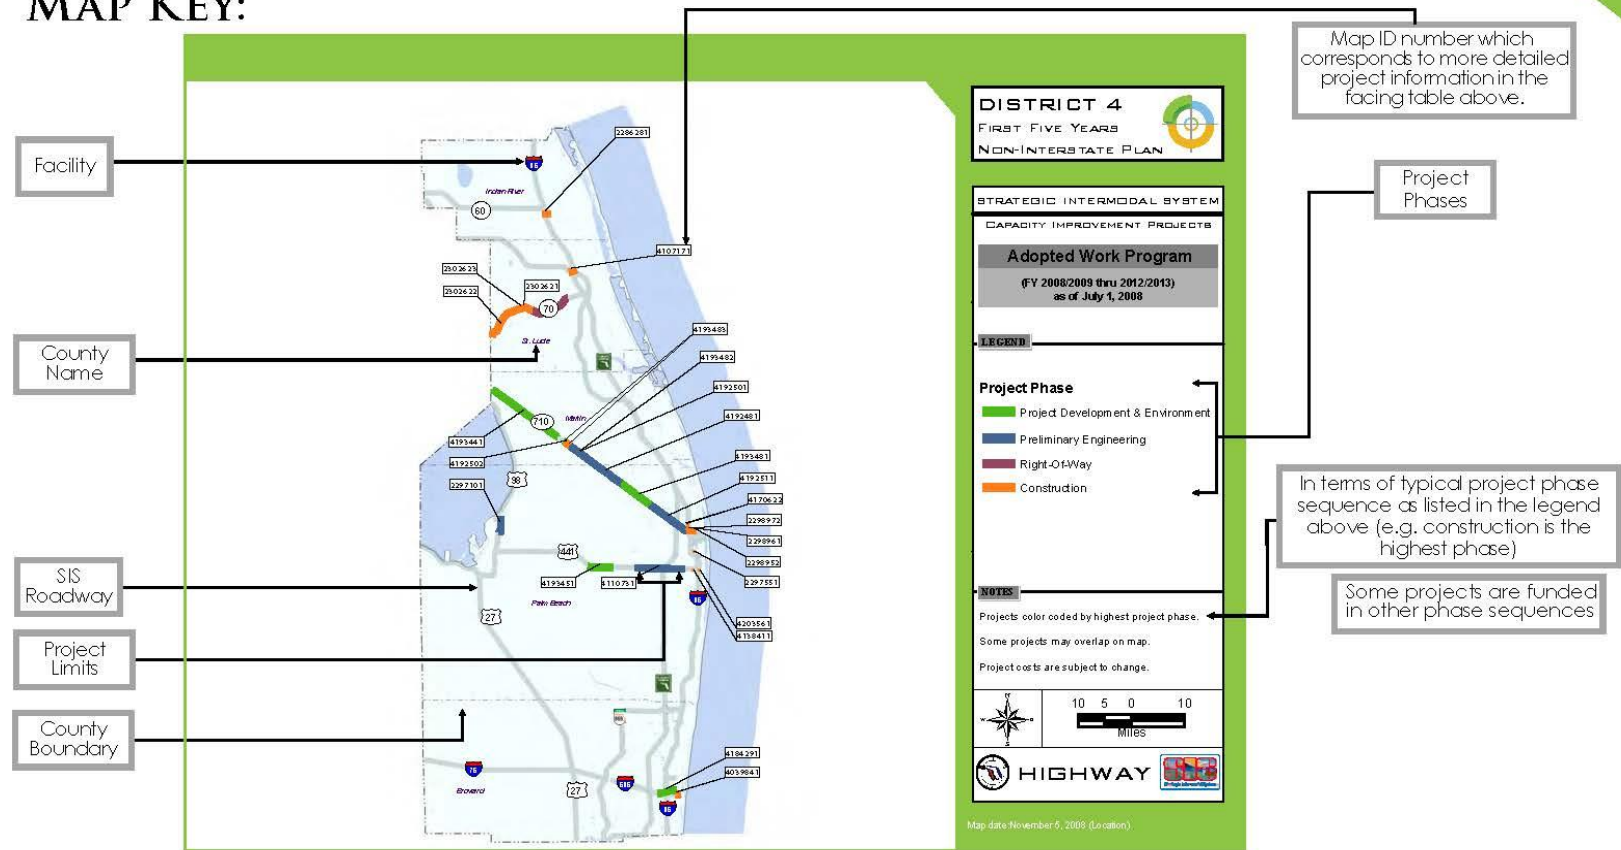 MAP KEY:
Map ID number which
corresponds to more detailed
project information in the
facing table above.
DISTRICT 4
FIRST FIVE YEARS
NON-INTERSTATE PLAN
Facility
2286281
95
Indian River
60
Project
Phases
STRATEGIC INTERMODAL SYSTEM
CAPACITY IMPROVEMENT PROJECTS
Adopted Work Program
(FY 2008/2009 thru 2012/2013)
as of July 1, 2008
4107171
2302623
2302621
2302622
70
County
Name
St. Lucie
4193483
4193482
LEGEND
Project Phase
Project Development & Environment
Preliminary Engineering
Right-Of-Way
Construction
4192501
4192481
710
Martin
4193441
4192502
4193481
4192511
98
2297101
4170622
2298972
2298961
2298952
441
2297551
4193451
4110731
In terms of typical project phase
sequence as listed in the legend
above (e.g. construction is the
highest phase)
SIS
Roadway
Palm Beach
95
27
4203561
4138411
Some projects are funded
in other phase sequences
NOTES
Projects color coded by highest project phase.
Some projects may overlap on map.
Project costs are subject to change.
Project
Limits
County
Boundary
N
W
E
S
10 5 0 10
Miles
4184291
4039841
75
595
27
Broward
95
HIGHWAY
SIS
Map date:November 5, 2008 (Location)